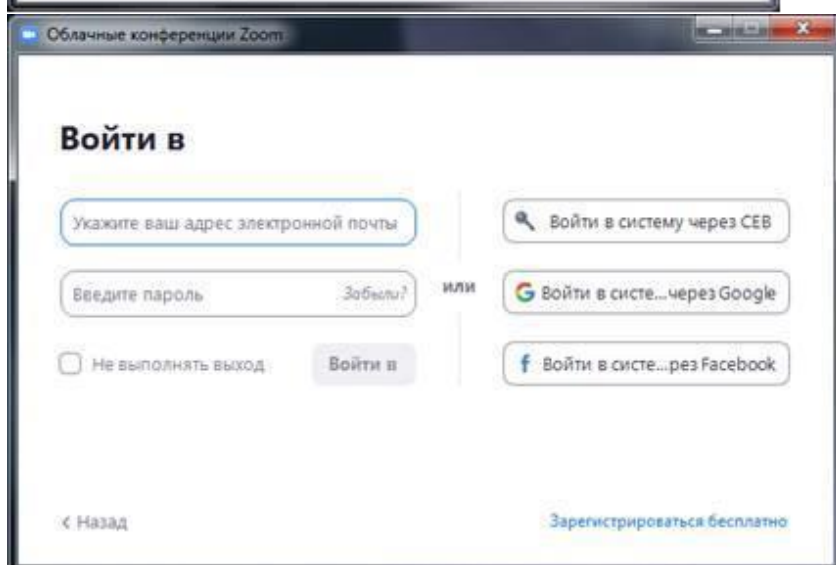 Облачные конференции Zoom
Войти в
Укажите ваш адрес электронной почты
Введите пароль
Забыли?
Не выполнять выход
Войти в
или
Войти в систему через СЕВ
Войти в систе...через Google
Войти в систе...рез Facebook
< Назад
Зарегистрироваться бесплатно